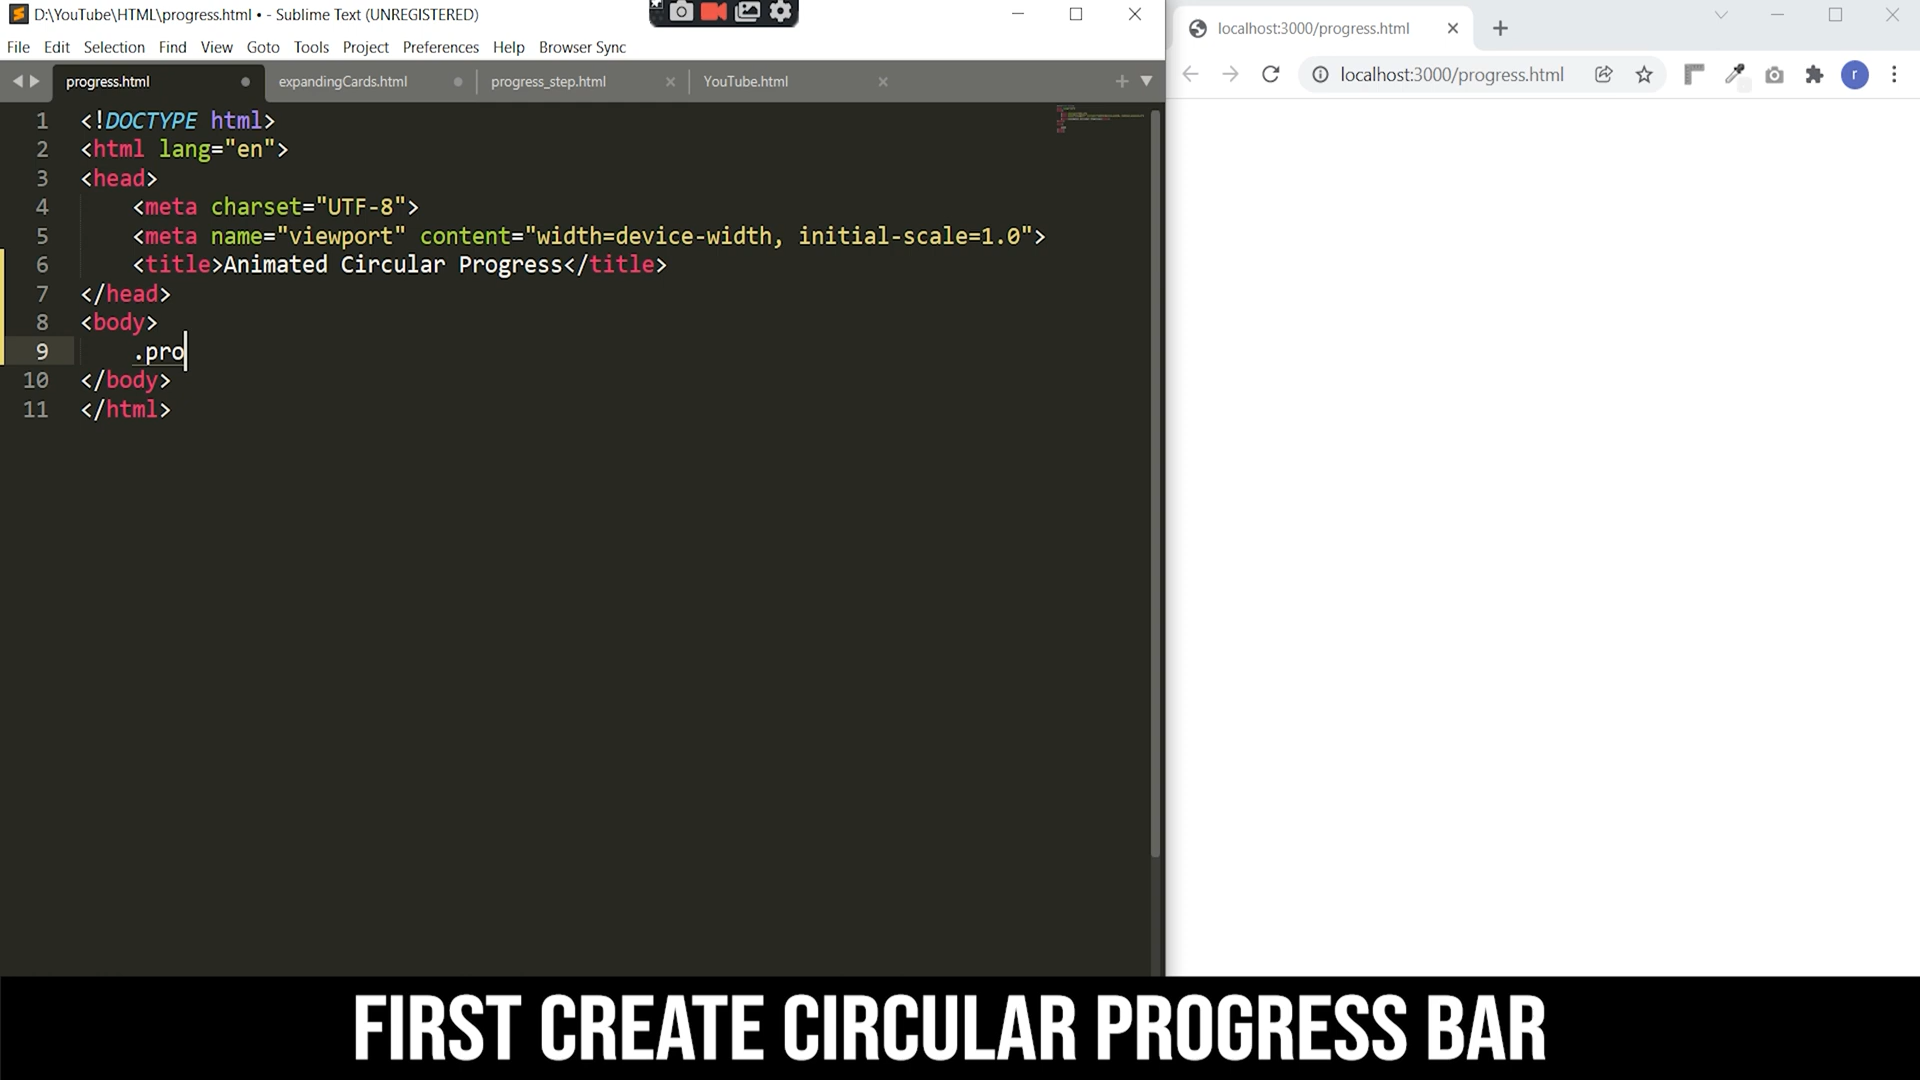 D:\YouTube\HTML\progress.html • - Sublime Text (UNREGISTERED)
File Edit Selection Find View Goto Tools Project Preferences Help Browser Sync
progress.html expandingCards.html progress_step.html YouTube.html
1 <!DOCTYPE html>
2 <html lang="en">
3 <head>
4 <meta charset="UTF-8">
5 <meta name="viewport" content="width=device-width, initial-scale=1.0">
6 <title>Animated Circular Progress</title>
7 </head>
8 <body>
9 .pro
10 </body>
11 </html>
localhost:3000/progress.html
localhost:3000/progress.html
r
FIRST CREATE CIRCULAR PROGRESS BAR